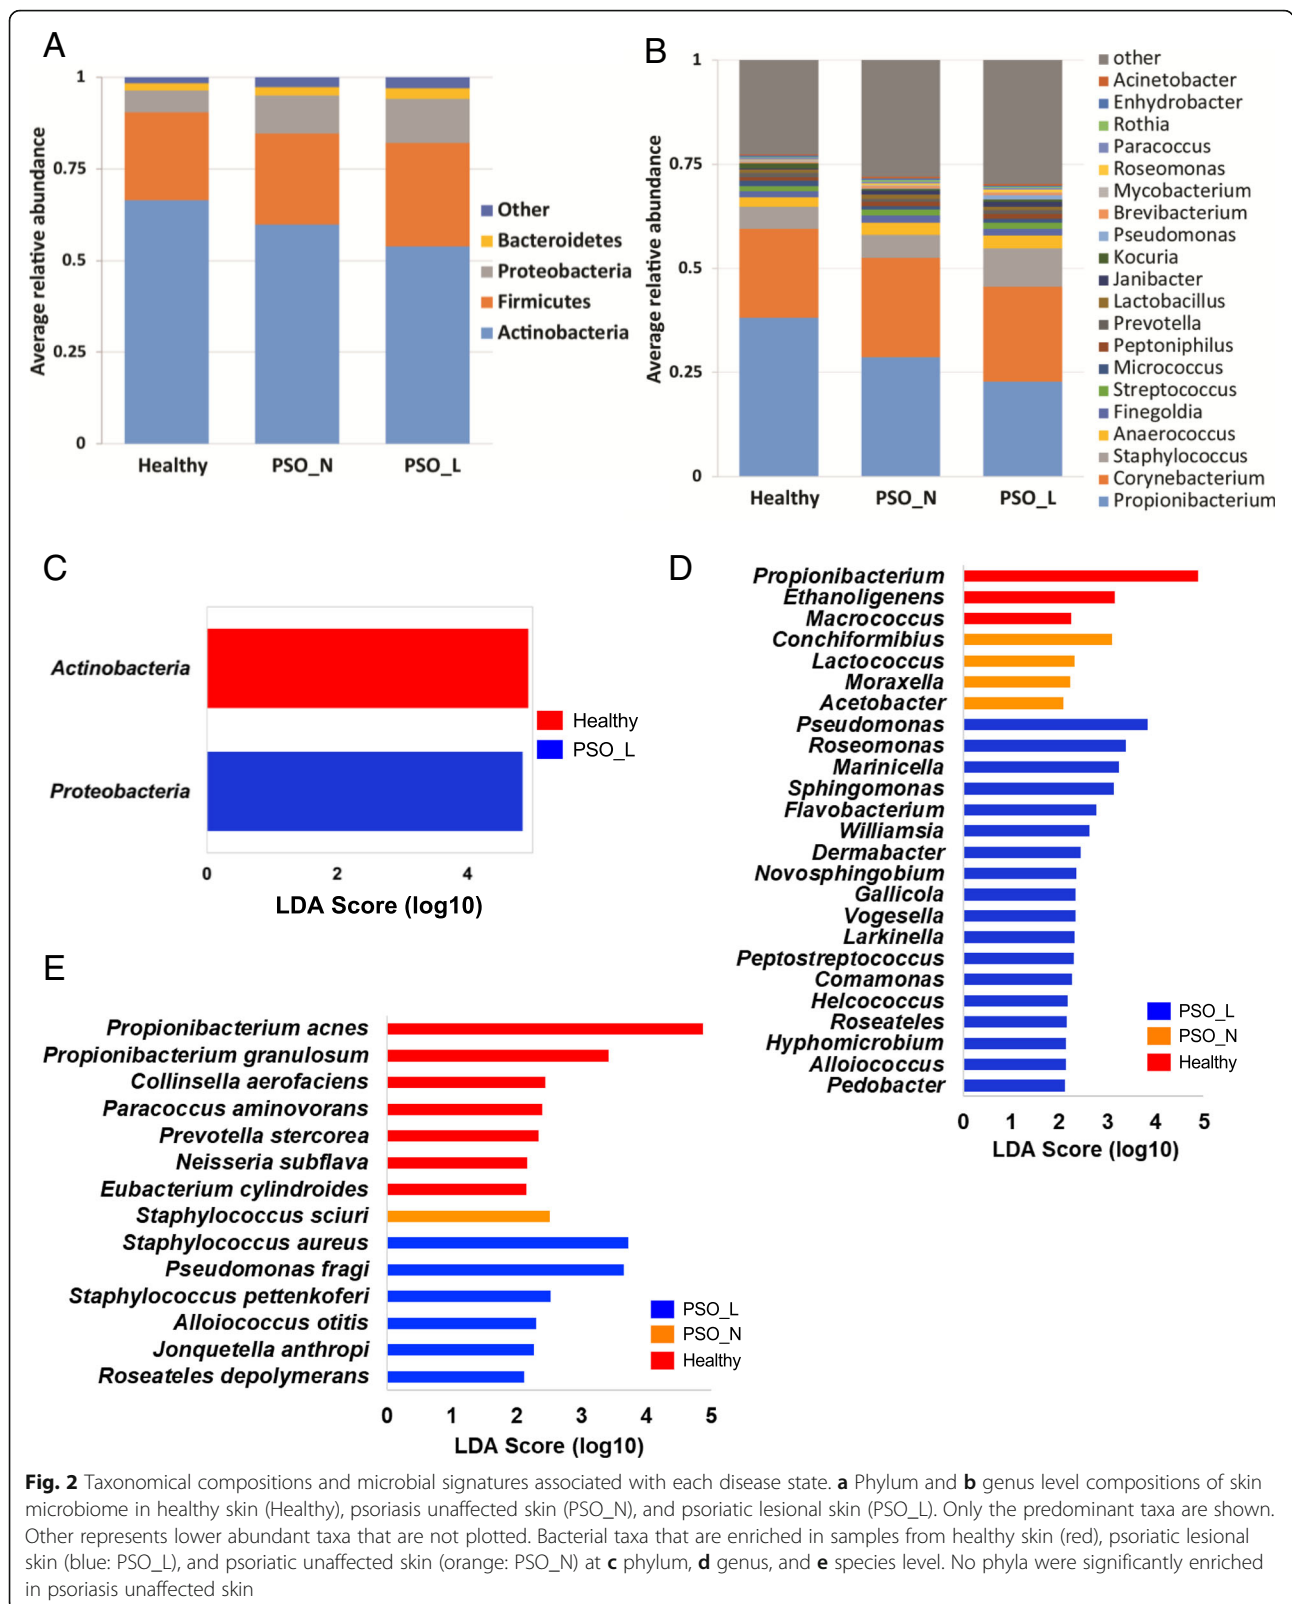 A
1
0.75
0.5
0.25
0
Average relative abundance
Healthy
PSO_N
PSO_L
Other
Bacteroidetes
Proteobacteria
Firmicutes
Actinobacteria
B
1
0.75
0.5
0.25
0
Average relative abundance
Healthy
PSO_N
PSO_L
other
Acinetobacter
Enhydrobacter
Rothia
Paracoccus
Roseomonas
Mycobacterium
Brevibacterium
Pseudomonas
Kocuria
Janibacter
Lactobacillus
Prevotella
Peptoniphilus
Micrococcus
Streptococcus
Finegoldia
Anaerococcus
Staphylococcus
Corynebacterium
Propionibacterium
C
Actinobacteria
Proteobacteria
0 2 4
LDA Score (log10)
Healthy
PSO_L
D
Propionibacterium
Ethanoligenens
Macrococcus
Conchiformibius
Lactococcus
Moraxella
Acetobacter
Pseudomonas
Roseomonas
Marinicella
Sphingomonas
Flavobacterium
Williamsia
Dermabacter
Novosphingobium
Gallicola
Vogesella
Larkinella
Peptostreptococcus
Comamonas
Helcococcus
Roseateles
Hyphomicrobium
Alloiococcus
Pedobacter
0 1 2 3 4 5
LDA Score (log10)
PSO_L
PSO_N
Healthy
E
Propionibacterium acnes
Propionibacterium granulosum
Collinsella aerofaciens
Paracoccus aminovorans
Prevotella stercorea
Neisseria subflava
Eubacterium cylindroides
Staphylococcus sciuri
Staphylococcus aureus
Pseudomonas fragi
Staphylococcus pettenkoferi
Alloiococcus otitis
Jonquetella anthropi
Roseateles depolymerans
0 1 2 3 4 5
LDA Score (log10)
PSO_L
PSO_N
Healthy
Fig. 2 Taxonomical compositions and microbial signatures associated with each disease state. a Phylum and b genus level compositions of skin
microbiome in healthy skin (Healthy), psoriasis unaffected skin (PSO_N), and psoriatic lesional skin (PSO_L). Only the predominant taxa are shown.
Other represents lower abundant taxa that are not plotted. Bacterial taxa that are enriched in samples from healthy skin (red), psoriatic lesional
skin (blue: PSO_L), and psoriatic unaffected skin (orange: PSO_N) at c phylum, d genus, and e species level. No phyla were significantly enriched
in psoriasis unaffected skin